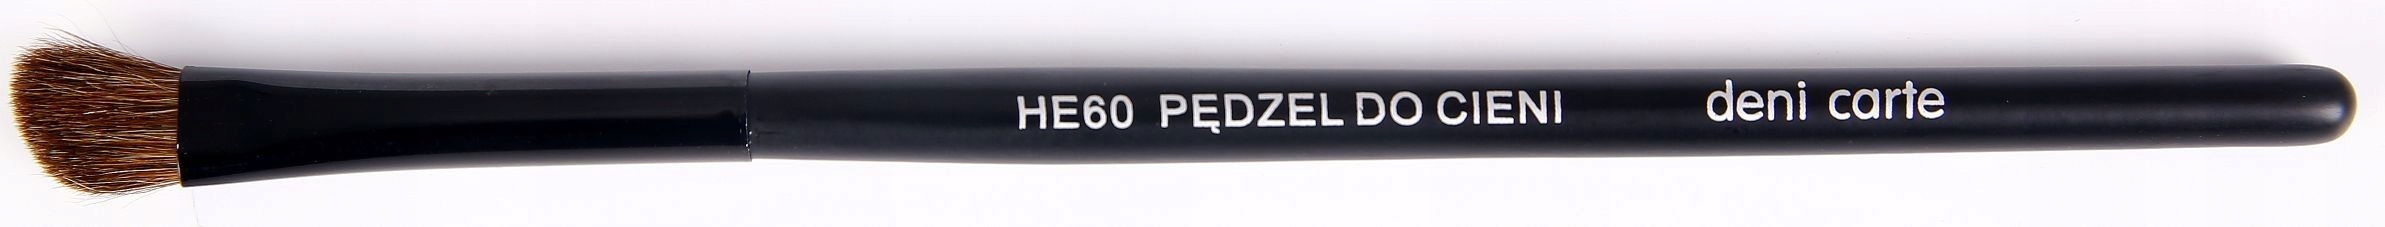 HE60 PĘDZEL DO CIENI deni carte